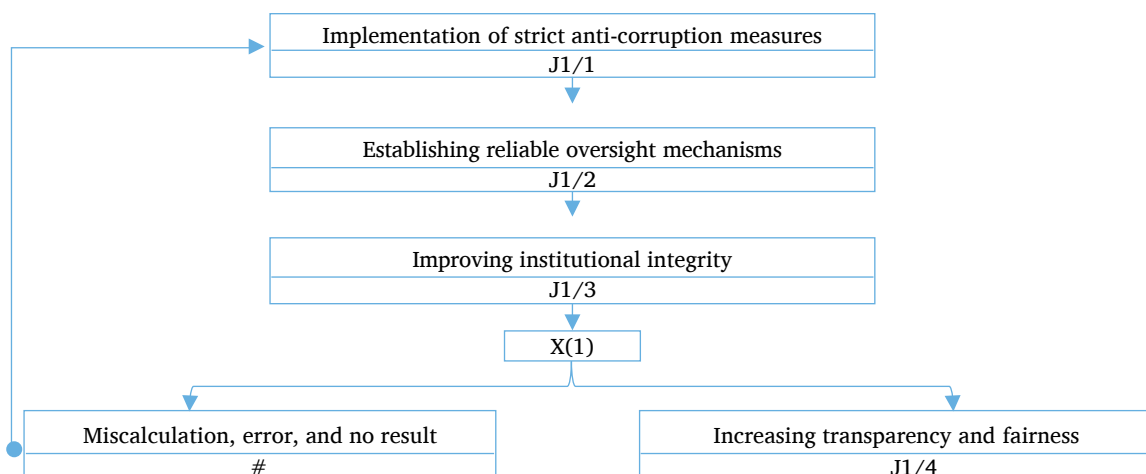 Implementation of strict anti-corruption measures
J1/1
Establishing reliable oversight mechanisms
J1/2
Improving institutional integrity
J1/3
X(1)
Miscalculation, error, and no result
#
Increasing transparency and fairness
J1/4